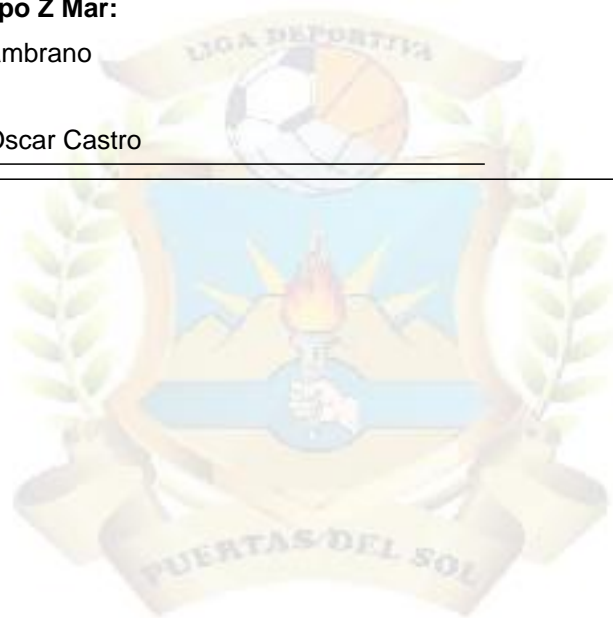 po Z Mar:
mbrano
Oscar Castro
LIGA DEPORTIVA
PUERTAS DEL SOL